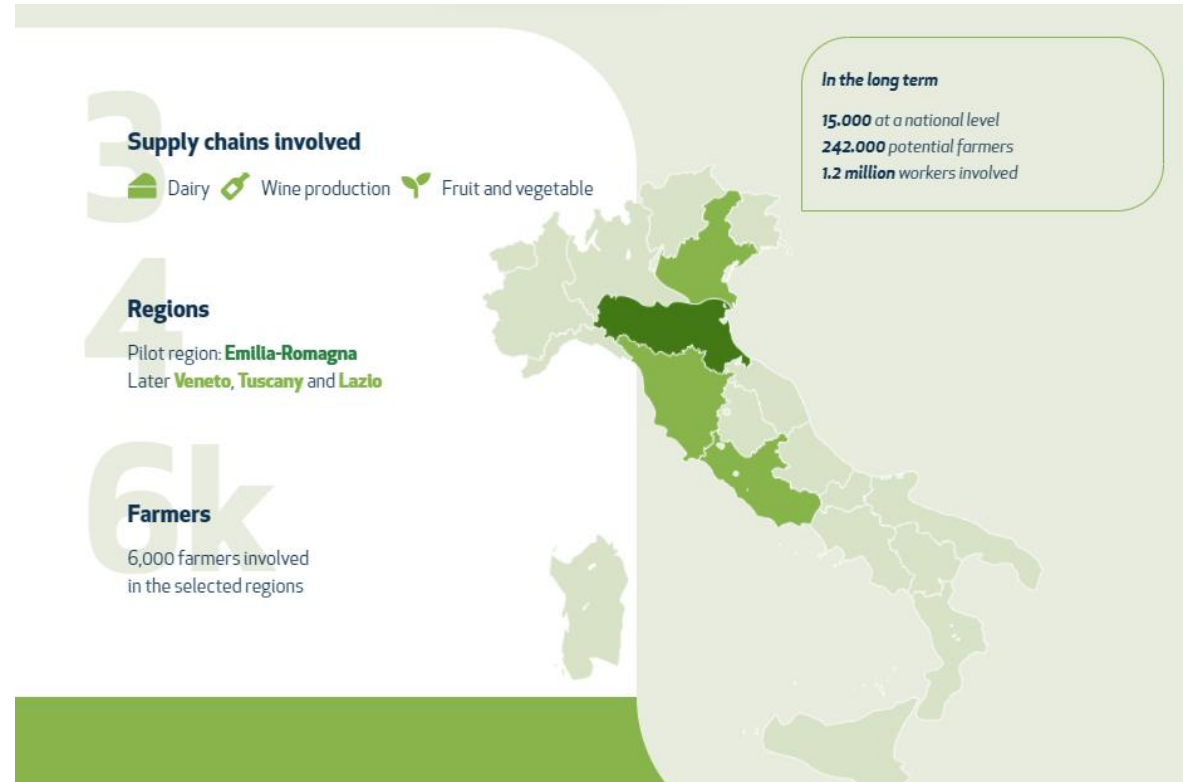 3
Supply chains involved
Dairy Wine production Fruit and vegetable
4
Regions
Pilot region: Emilia-Romagna
Later Veneto, Tuscany and Lazio
6k
Farmers
6,000 farmers involved
in the selected regions
In the long term
15.000 at a national level
242.000 potential farmers
1.2 million workers involved